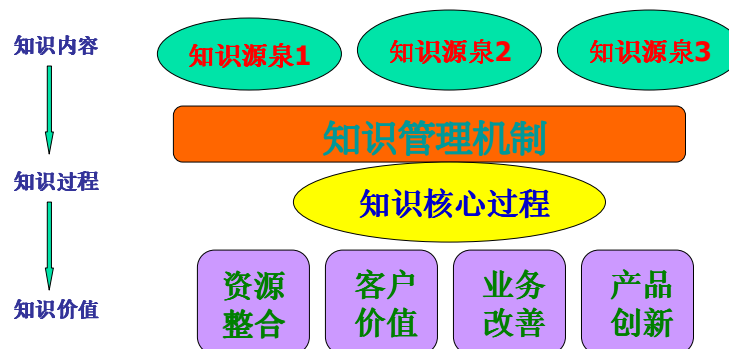 知识内容
知识源泉1
知识源泉2
知识源泉3
知识管理机制
知识过程
知识核心过程
知识价值
资源
整合
客户
价值
业务
改善
产品
创新